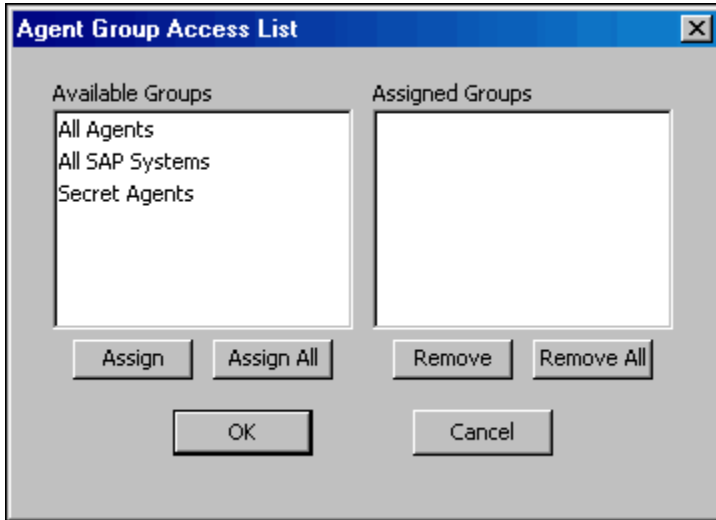 Agent Group Access List
Available Groups
Assigned Groups
All Agents
All SAP Systems
Secret Agents
Assign
Assign All
Remove
Remove All
OK
Cancel